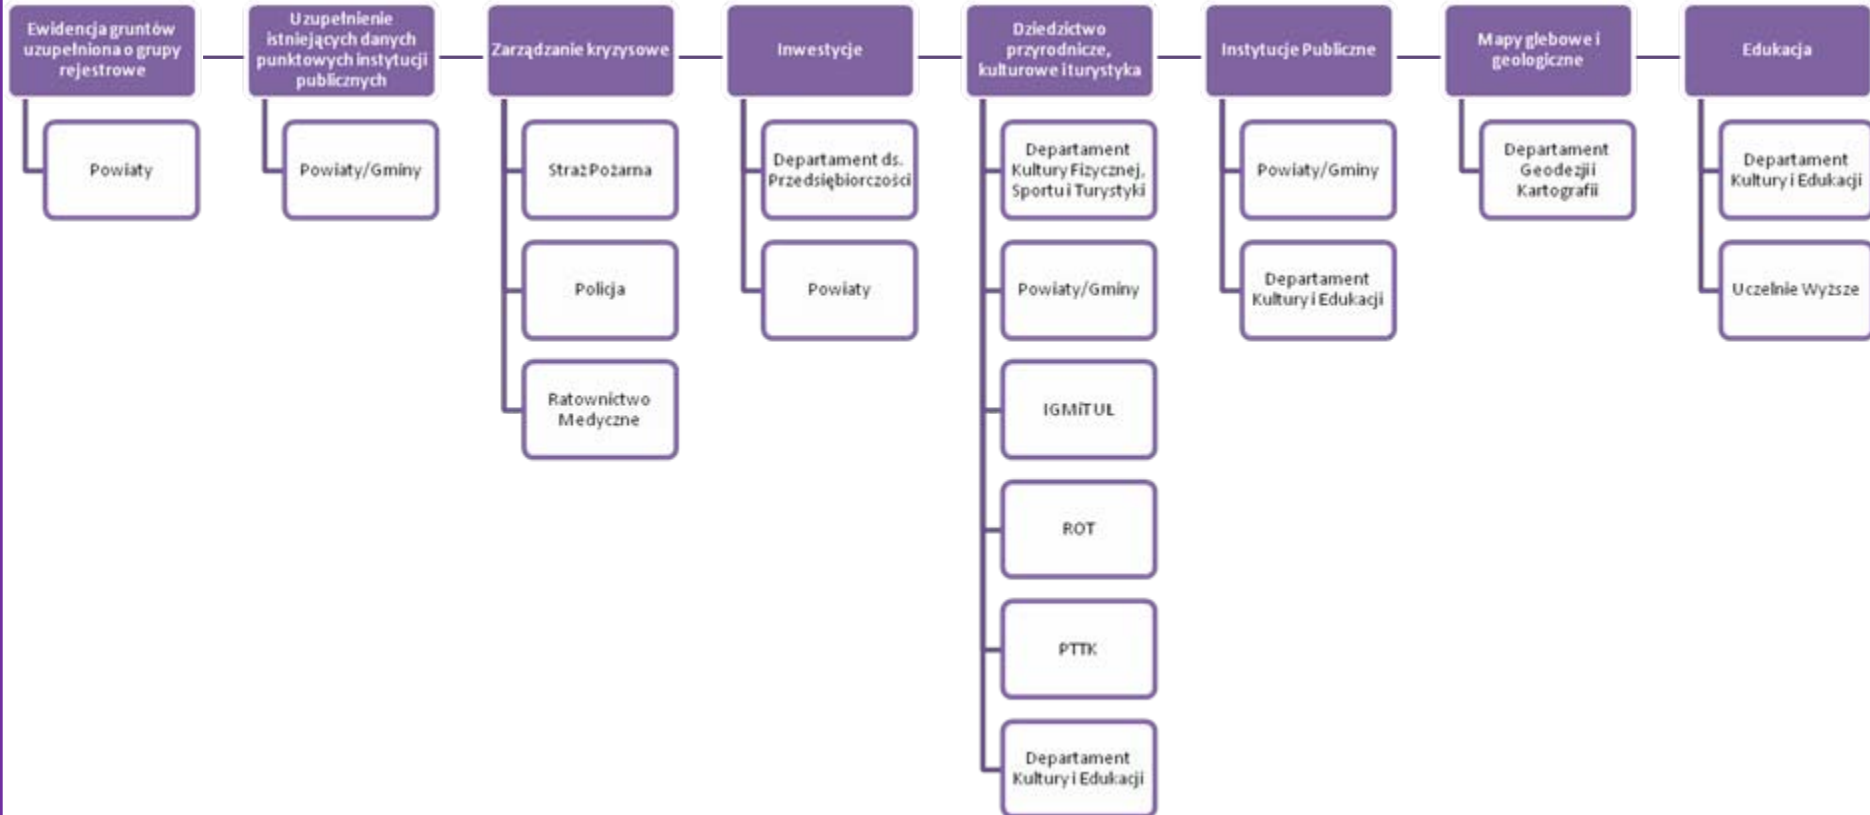 Ewidencja gruntów
uzupełniona o grupy
rejestrowe
Powiaty
Uzupełnienie
istniejących danych
punktowych instytucji
publicznych
Powiaty/Gminy
Zarządzanie kryzysowe
Straż Pożarna
Policja
Ratownictwo
Medyczne
Inwestycje
Departament ds.
Przedsiębiorczości
Powiaty
Dziedzictwo
przyrodnicze,
kulturowe i turystyka
Departament
Kultury Fizycznej,
Sportu i Turystyki
Powiaty/Gminy
IGMiTUŁ
ROT
PTTK
Departament
Kultury i Edukacji
Instytucje Publiczne
Powiaty/Gminy
Departament
Kultury i Edukacji
Mapy glebowe i
geologiczne
Departament
Geodezji i
Kartografii
Edukacja
Departament
Kultury i Edukacji
Uczelnie Wyższe